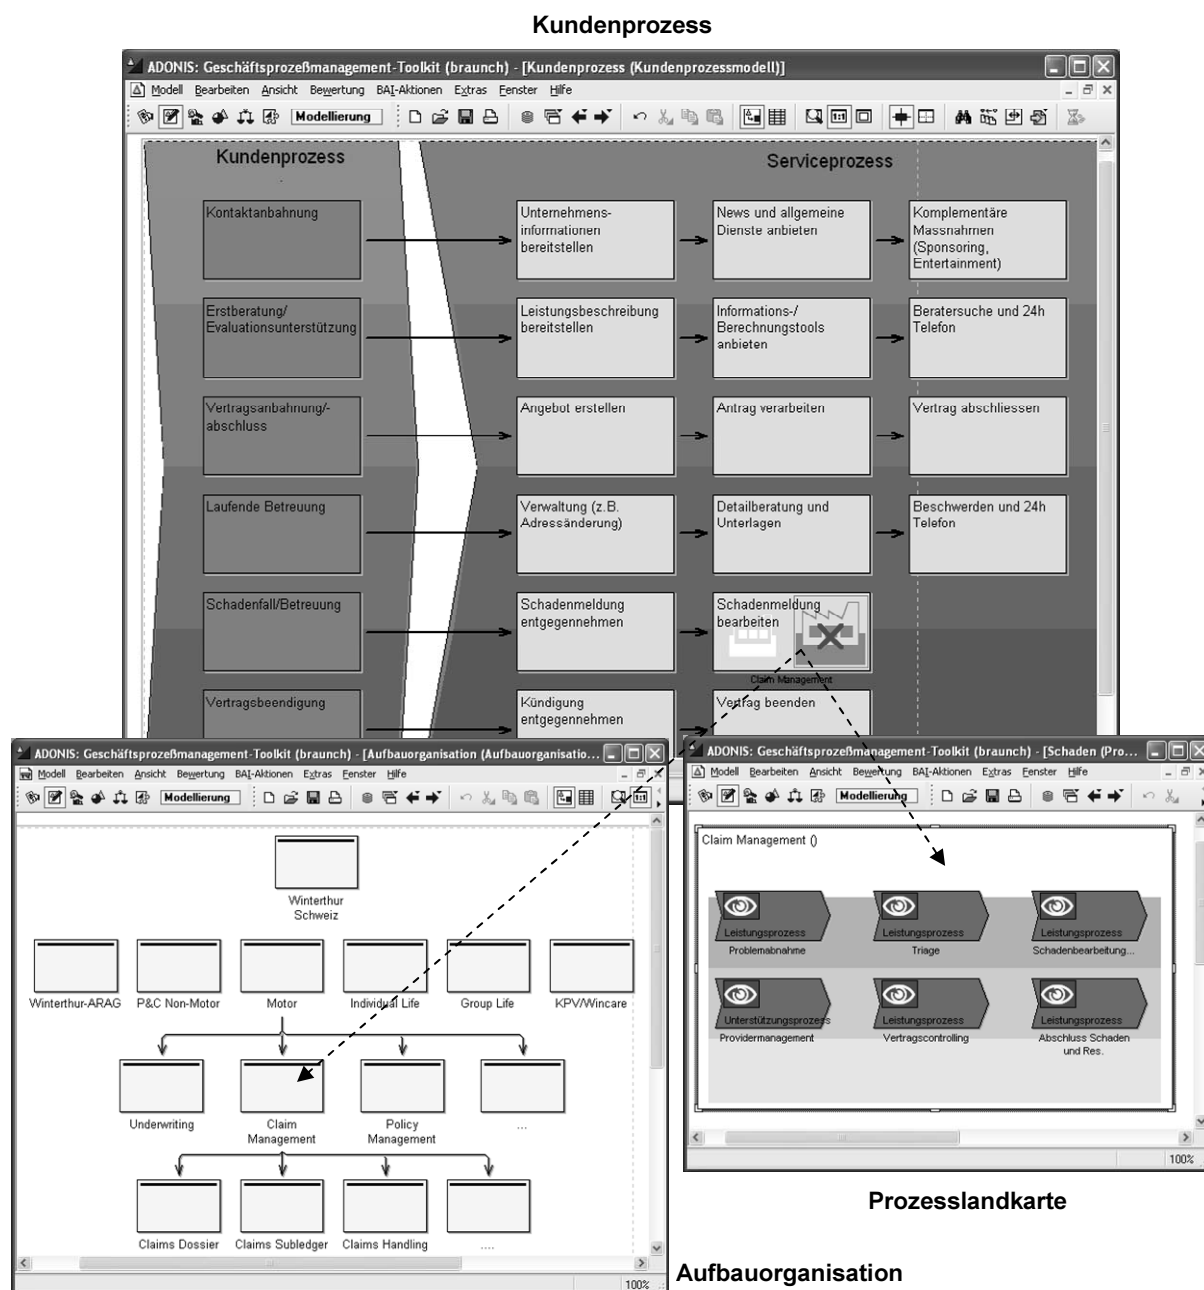 Kundenprozess
ADONIS: Geschäftsprozeßmanagement-Toolkit (braunch) - [Kundenprozess (Kundenprozessmodell)]
Modell Bearbeiten Ansicht Bewertung BAI-Aktionen Extras Fenster Hilfe
Modellierung
Kundenprozess
Serviceprozess
Kontaktanbahnung
Unternehmens-
informationen
bereitstellen
News und allgemeine
Dienste anbieten
Komplementäre
Massnahmen
(Sponsoring,
Entertainment)
Erstberatung/
Evaluationsunterstützung
Leistungsbeschreibung
bereitstellen
Informations-/
Berechnungstools
anbieten
Beratersuche und 24h
Telefon
Vertragsanbahnung/-
abschluss
Angebot erstellen
Antrag verarbeiten
Vertrag abschliessen
Laufende Betreuung
Verwaltung (z.B.
Adressänderung)
Detailberatung und
Unterlagen
Beschwerden und 24h
Telefon
Schadenfall/Betreuung
Schadenmeldung
entgegennehmen
Schadenmeldung
bearbeiten
Claim Management
Vertragsbeendigung
Kündigung
entgegennehmen
Vertrag beenden
ADONIS: Geschäftsprozeßmanagement-Toolkit (braunch) - [Aufbauorganisation (Aufbauorganisatio...
Modell Bearbeiten Ansicht Bewertung BAI-Aktionen Extras Fenster Hilfe
Modellierung
Winterthur
Schweiz
Winterthur-ARAG
P&C Non-Motor
Motor
Individual Life
Group Life
KPV/Wincare
Underwriting
Claim
Management
Policy
Management
...
Claims Dossier
Claims Subledger
Claims Handling
....
100%
Aufbauorganisation
ADONIS: Geschäftsprozeßmanagement-Toolkit (braunch) - [Schaden (Pro...
Modell Bearbeiten Ansicht Bewertung BAI-Aktionen Extras Fenster Hilfe
Modellierung
Claim Management ()
Leistungsprozess
Problemabnahme
Leistungsprozess
Triage
Leistungsprozess
Schadenbearbeitung...
Unterstützungsprozess
Providermanagement
Leistungsprozess
Vertragscontrolling
Leistungsprozess
Abschluss Schaden
und Res.
100%
Prozesslandkarte